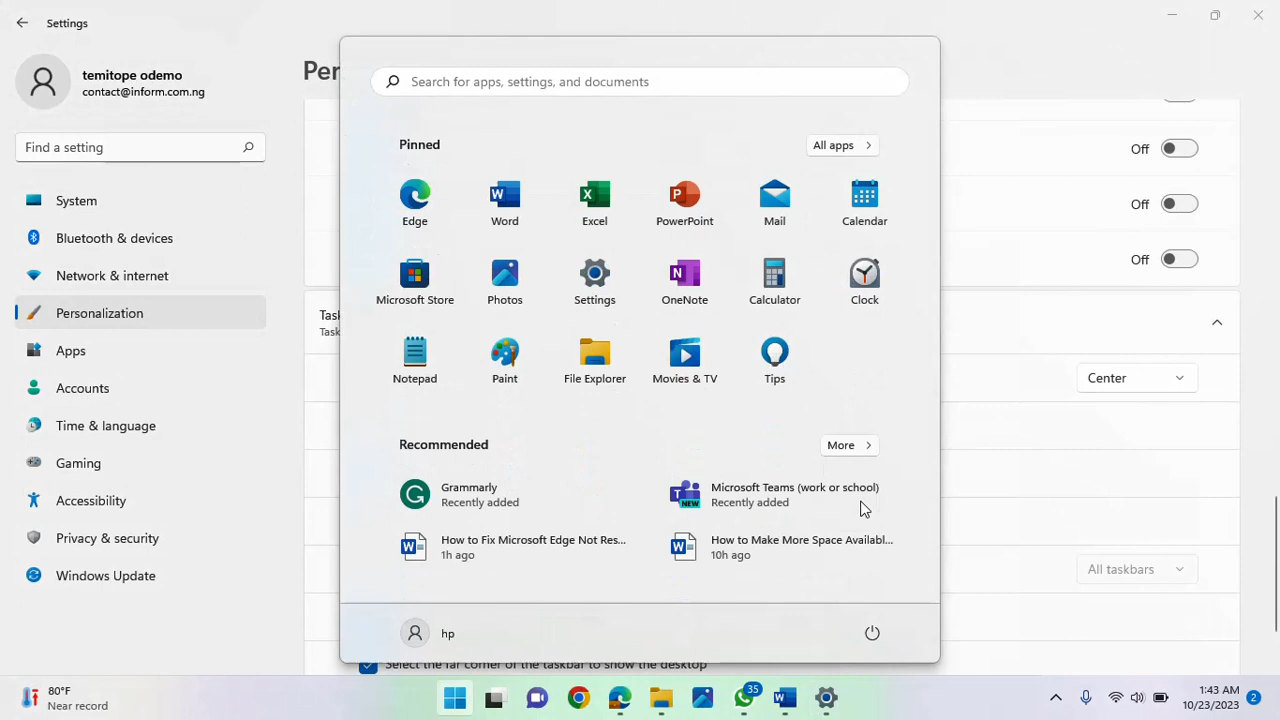 Settings
temitope odemo
contact@inform.com.ng
Find a setting
System
Bluetooth & devices
Network & internet
Personalization
Apps
Accounts
Time & language
Gaming
Accessibility
Privacy & security
Windows Update
Per
Off
Off
Off
Center
All taskbars
Select the far corner of the taskbar to show the desktop
Search for apps, settings, and documents
Pinned
All apps
Edge
Word
Excel
PowerPoint
Mail
Calendar
Microsoft Store
Photos
Settings
OneNote
Calculator
Clock
Notepad
Paint
File Explorer
Movies & TV
Tips
Recommended
More
Grammarly
Recently added
Microsoft Teams (work or school)
Recently added
NEW
How to Fix Microsoft Edge Not Res...
1h ago
How to Make More Space Availabl...
10h ago
hp
80°F
Near record
35
1:43 AM
10/23/2023
2